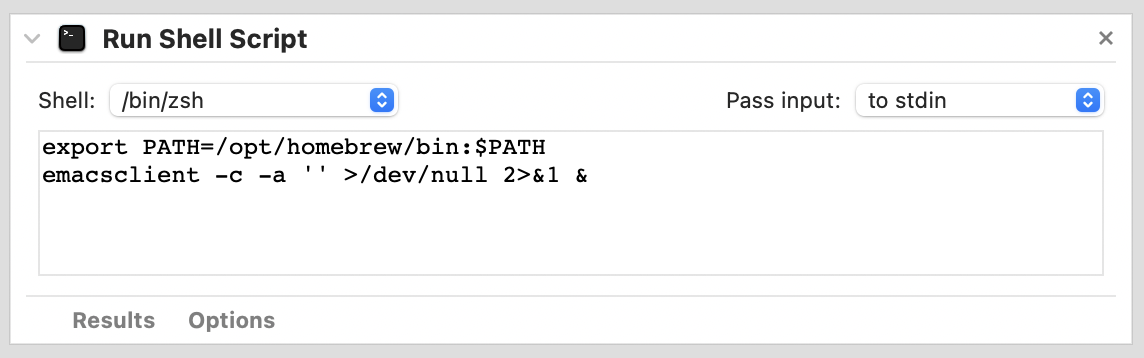 Run Shell Script
Shell: /bin/zsh Pass input: to stdin
export PATH=/opt/homebrew/bin:$PATH
emacsclient -c -a '' >/dev/null 2>&1 &
Results Options